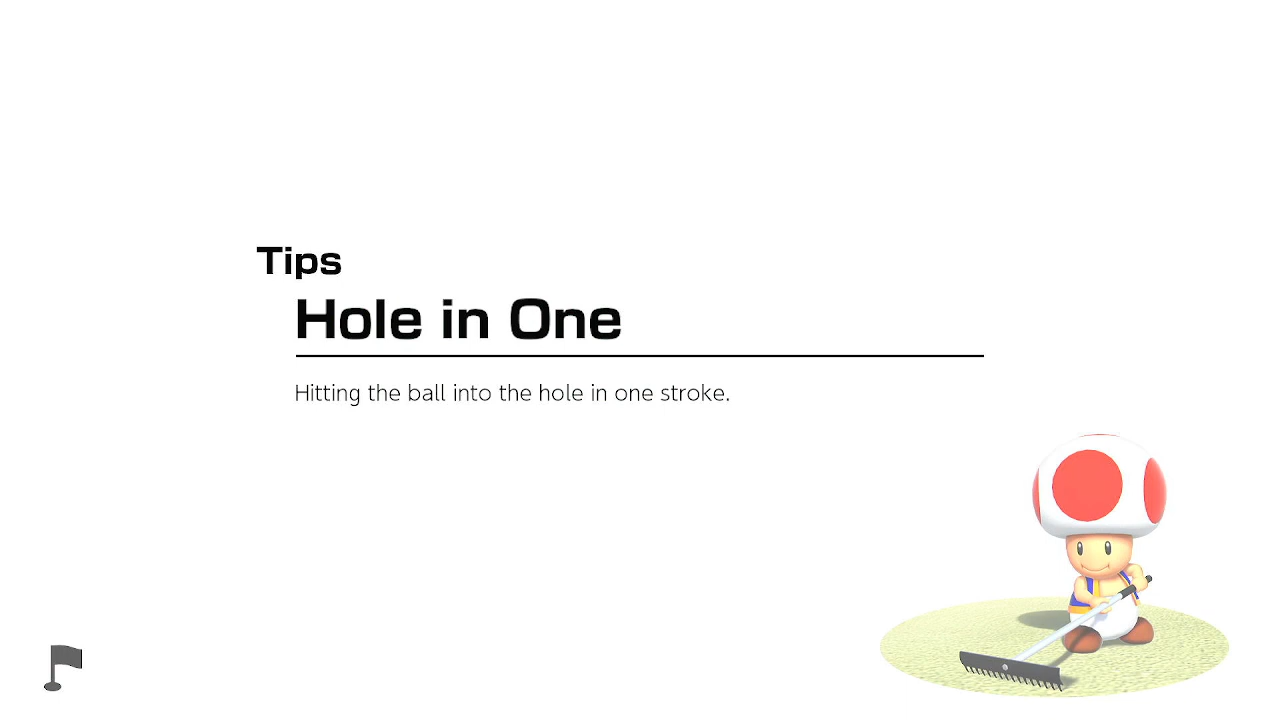 Tips
Hole in One
Hitting the ball into the hole in one stroke.